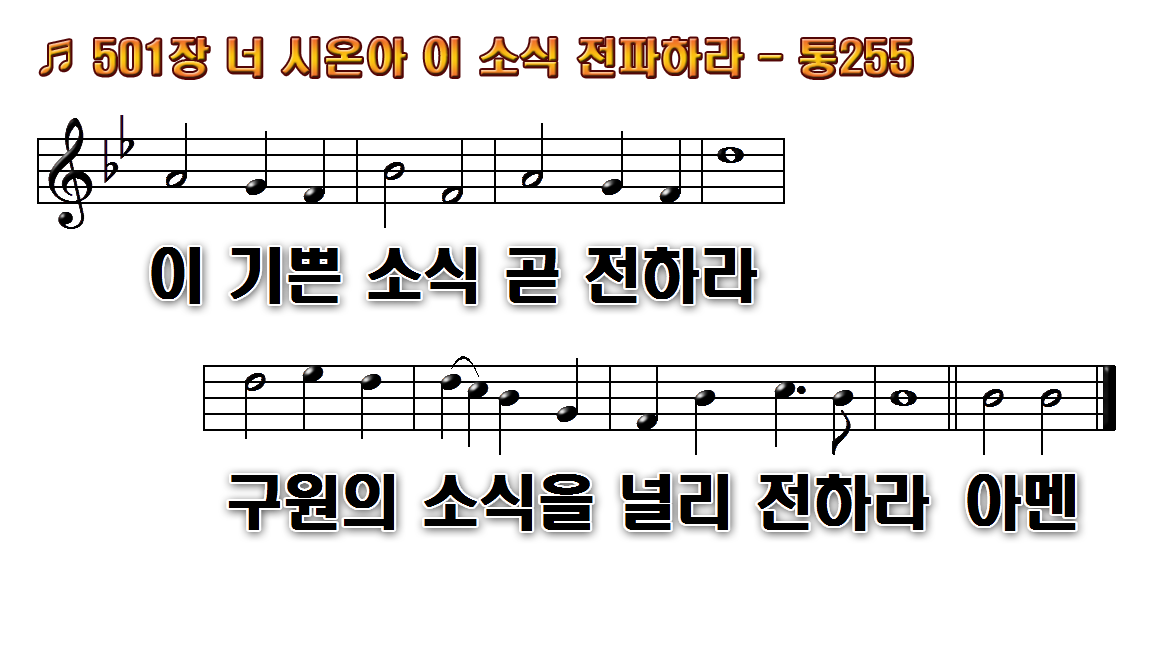 ♬ 501장 너 시온아 이 소식 전파하라 - 통255
이 기쁜 소식 곧 전하라
구원의 소식을 널리 전하라 아멘